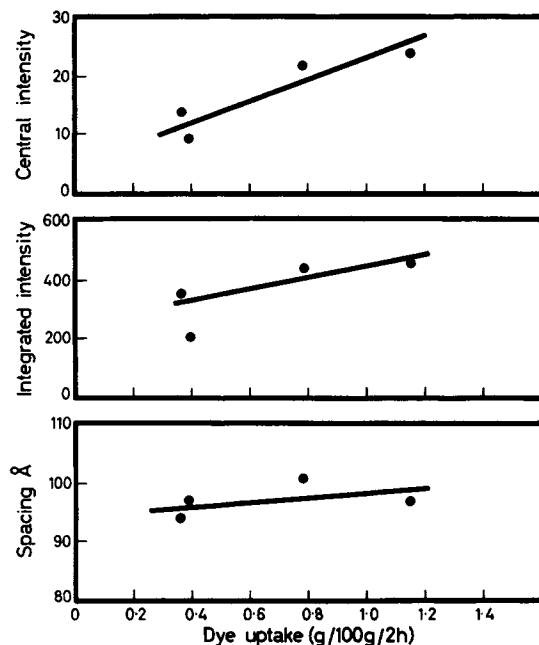 30
20
10
0
Central intensity
600
400
200
0
Integrated intensity
110
100
90
80
Spacing Å
0 0·2 0·4 0·6 0·8 1·0 1·2 1·4
Dye uptake (g/100g/2h)